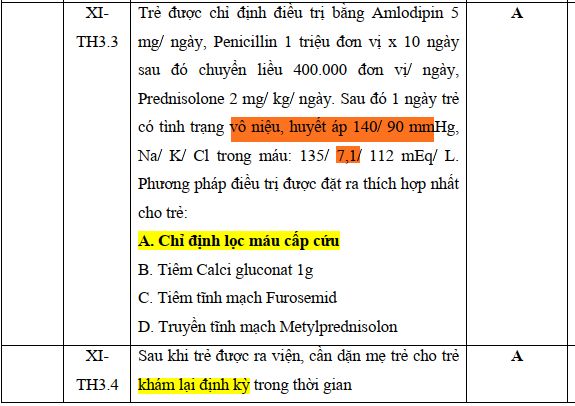 XI-
TH3.3
Trẻ được chỉ định điều trị bằng Amlodipin 5
mg/ ngày, Penicillin 1 triệu đơn vị x 10 ngày
sau đó chuyển liều 400.000 đơn vị/ ngày,
Prednisolone 2 mg/ kg/ ngày. Sau đó 1 ngày trẻ
có tình trạng vô niệu, huyết áp 140/ 90 mmHg,
Na/ K/ Cl trong máu: 135/ 7,1/ 112 mEq/ L.
Phương pháp điều trị được đặt ra thích hợp nhất
cho trẻ:
A. Chỉ định lọc máu cấp cứu
B. Tiêm Calci gluconat 1g
C. Tiêm tĩnh mạch Furosemid
D. Truyền tĩnh mạch Metylprednisolon
A
XI-
TH3.4
Sau khi trẻ được ra viện, cần dặn mẹ trẻ cho trẻ
khám lại định kỳ trong thời gian
A